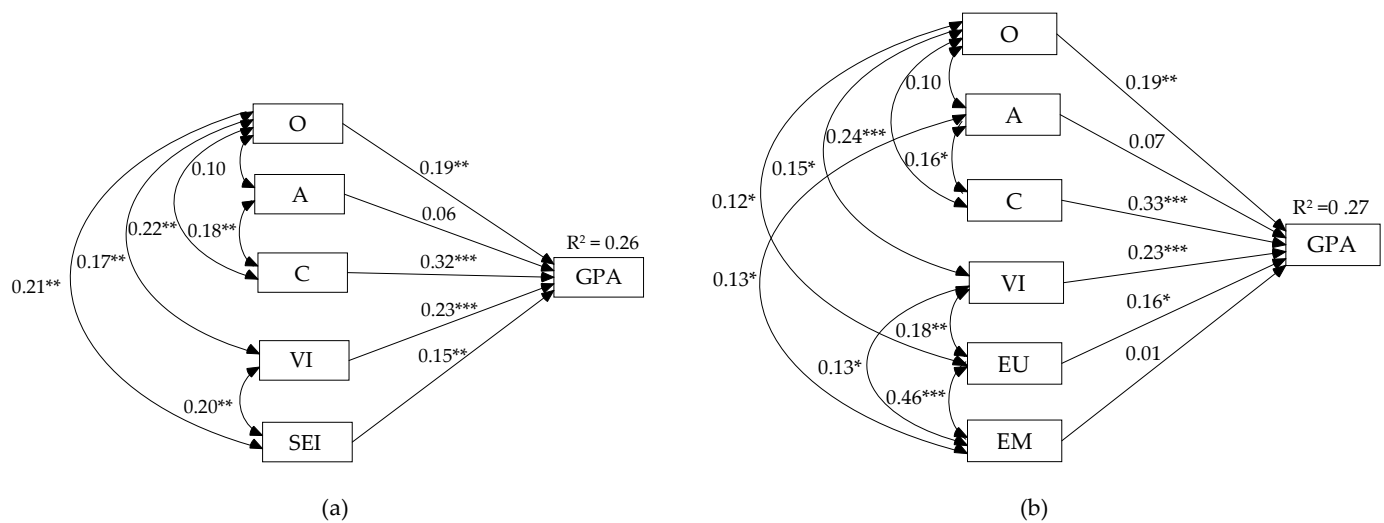 O
0.19**
0.10
A
0.06
0.22**
0.18**
R² = 0.26
C
0.32***
GPA
0.17**
0.21**
0.23***
VI
0.15**
0.20**
SEI
(a)
O
0.10
0.19**
A
0.07
0.24***
0.16*
0.15*
0.12*
C
0.33***
R² =0 .27
GPA
0.23***
0.13*
VI
0.16*
0.18**
0.01
0.13*
EU
0.46***
EM
(b)